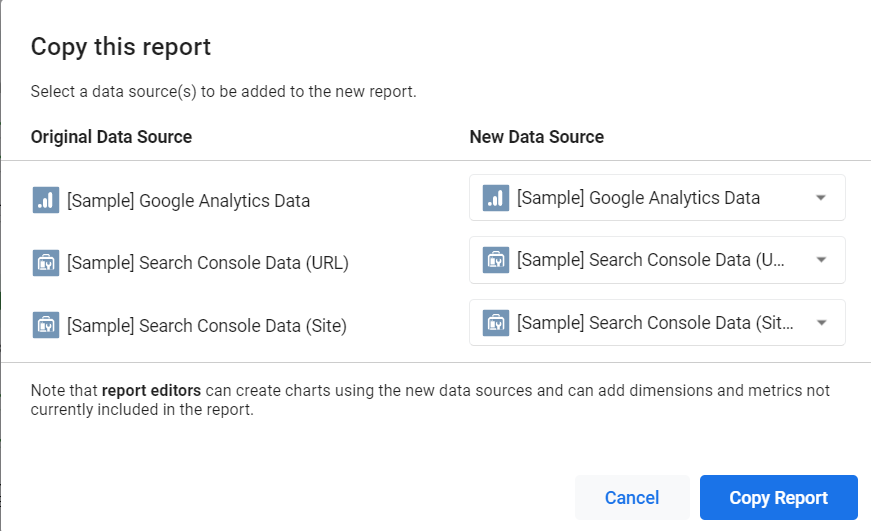 Copy this report
Select a data source(s) to be added to the new report.
Original Data Source New Data Source
[Sample] Google Analytics Data [Sample] Google Analytics Data
[Sample] Search Console Data (URL) [Sample] Search Console Data (U...
[Sample] Search Console Data (Site) [Sample] Search Console Data (Sit...
Note that report editors can create charts using the new data sources and can add dimensions and metrics not
currently included in the report.
Cancel Copy Report